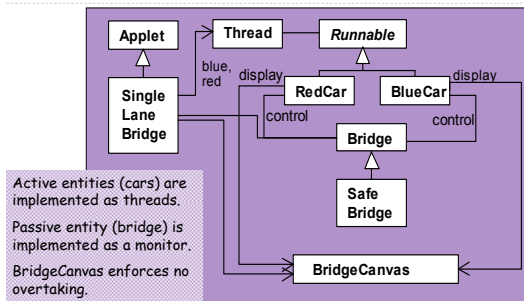 Applet
Thread
Runnable
blue,
red
display
display
Single
Lane
Bridge
RedCar
BlueCar
control
control
Bridge
Safe
Bridge
Active entities (cars) are
implemented as threads.
Passive entity (bridge) is
implemented as a monitor.
BridgeCanvas enforces no
overtaking.
BridgeCanvas